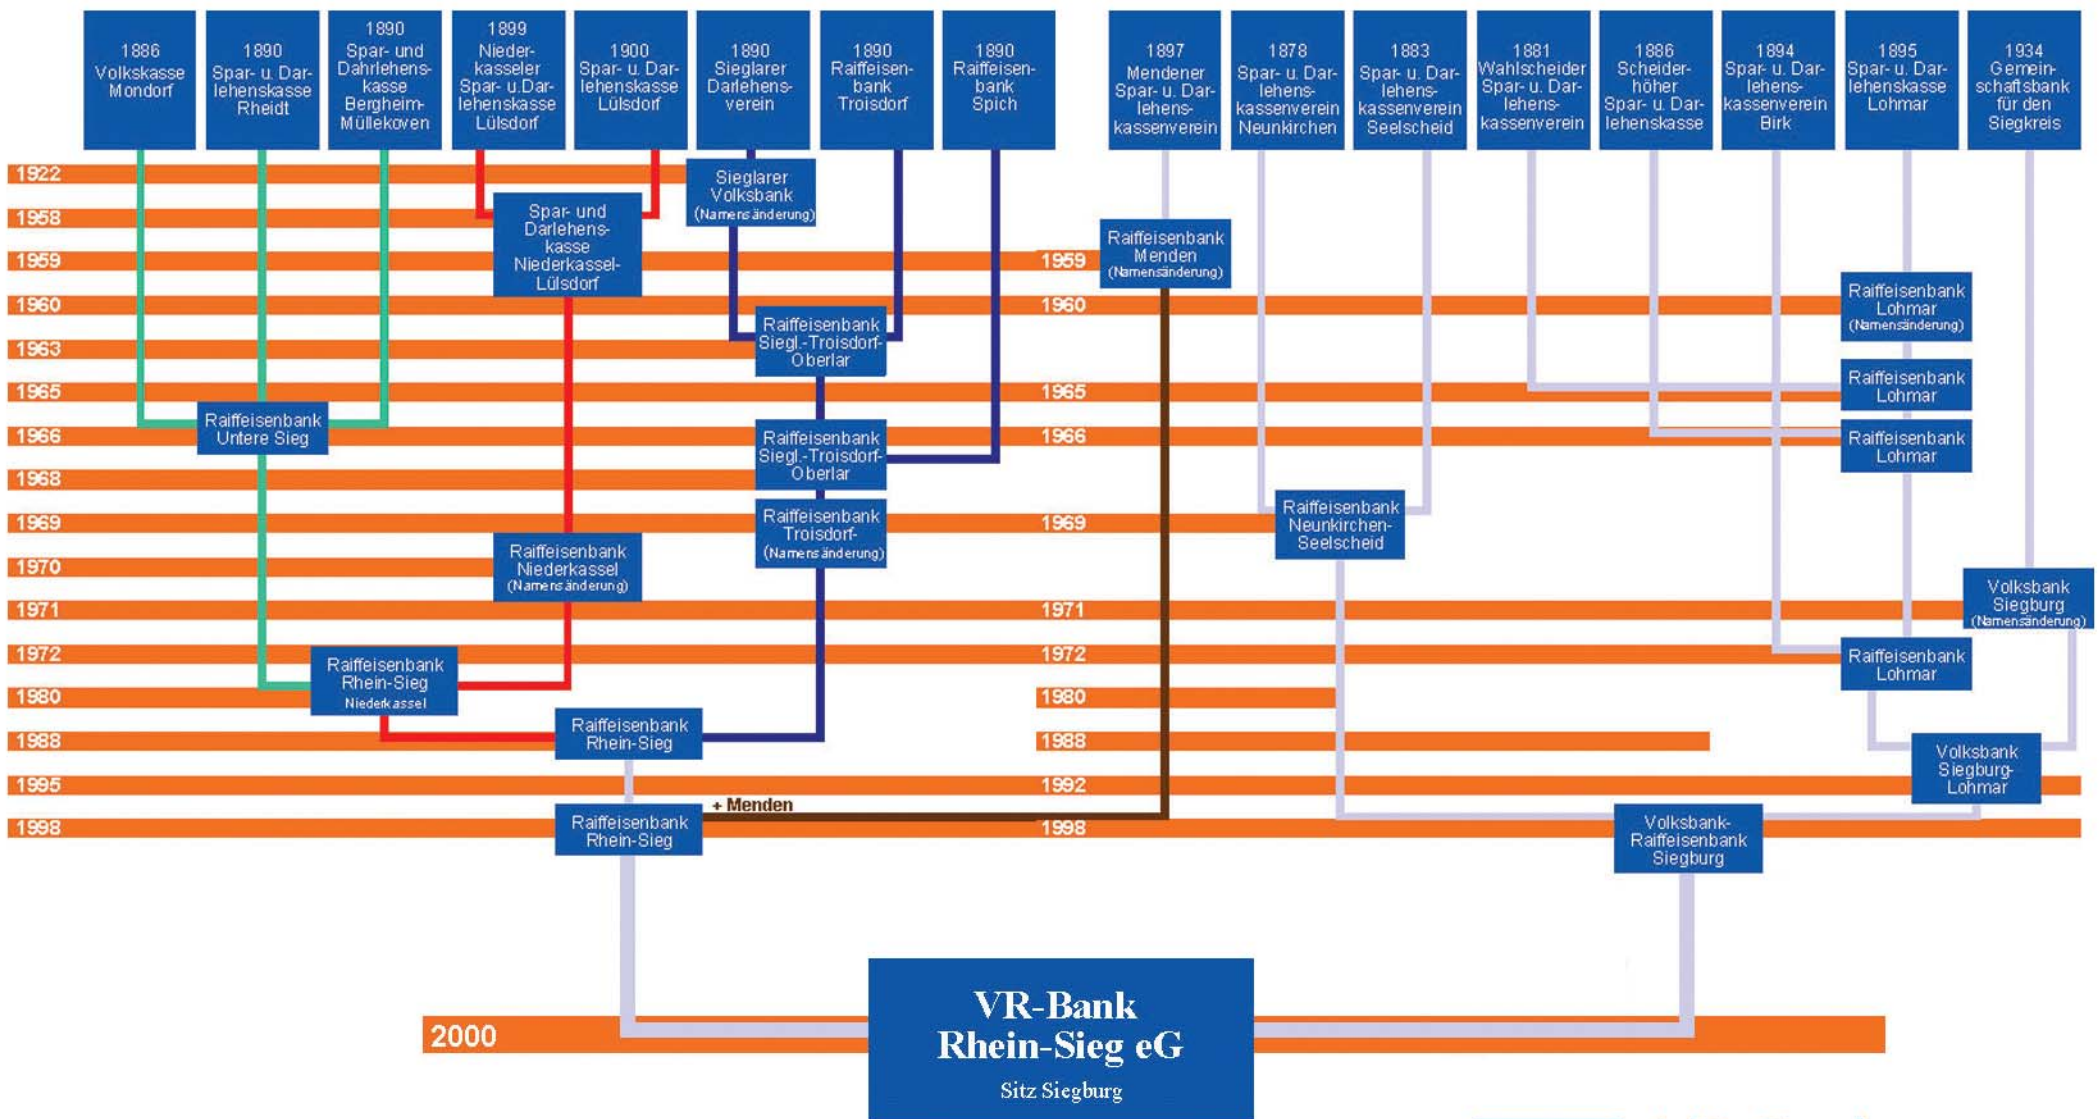 1886
Volkskasse
Mondorf
1890
Spar- u. Dar-
lehenskasse
Rheidt
1890
Spar- und
Dahrlehens-
kasse
Bergheim-
Müllekoven
1899
Nieder-
kasseler
Spar- u.Dar-
lehenskasse
Lülsdorf
1900
Spar- u. Dar-
lehenskasse
Lülsdorf
1890
Sieglarer
Darlehens-
verein
1890
Raiffeisen-
bank
Troisdorf
1890
Raiffeisen-
bank
Spich
1897
Mendener
Spar- u. Dar-
lehens-
kassenverein
1878
Spar- u. Dar-
lehens-
kassenverein
Neunkirchen
1883
Spar- u. Dar-
lehens-
kassenverein
Seelscheid
1881
Wahlscheider
Spar- u. Dar-
lehens-
kassenverein
1886
Scheider-
höher
Spar- u. Dar-
lehenskasse
1894
Spar- u. Dar-
lehens-
kassenverein
Birk
1895
Spar- u. Dar-
lehenskasse
Lohmar
1934
Gemein-
schaftsbank
für den
Siegkreis
1922
Sieglarer
Volksbank
(Namensänderung)
1958
Spar- und
Darlehens-
kasse
Niederkassel-
Lülsdorf
1959
1959
Raiffeisenbank
Menden
(Namensänderung)
1960
1960
Raiffeisenbank
Lohmar
(Namensänderung)
1963
Raiffeisenbank
Siegl.-Troisdorf-
Oberlar
1965
1965
Raiffeisenbank
Lohmar
1966
Raiffeisenbank
Untere Sieg
1966
Raiffeisenbank
Lohmar
1968
Raiffeisenbank
Siegl.-Troisdorf-
Oberlar
1969
Raiffeisenbank
Troisdorf-
(Namensänderung)
1969
Raiffeisenbank
Neunkirchen-
Seelscheid
1970
Raiffeisenbank
Niederkassel
(Namensänderung)
1971
1971
Volksbank
Siegburg
(Namensänderung)
1972
1972
Raiffeisenbank
Lohmar
1980
Raiffeisenbank
Rhein-Sieg
Niederkassel
1980
1988
Raiffeisenbank
Rhein-Sieg
1988
1995
1992
Volksbank
Siegburg-
Lohmar
1998
Raiffeisenbank
Rhein-Sieg
+ Menden
1998
Volksbank-
Raiffeisenbank
Siegburg
2000
VR-Bank
Rhein-Sieg eG
Sitz Siegburg